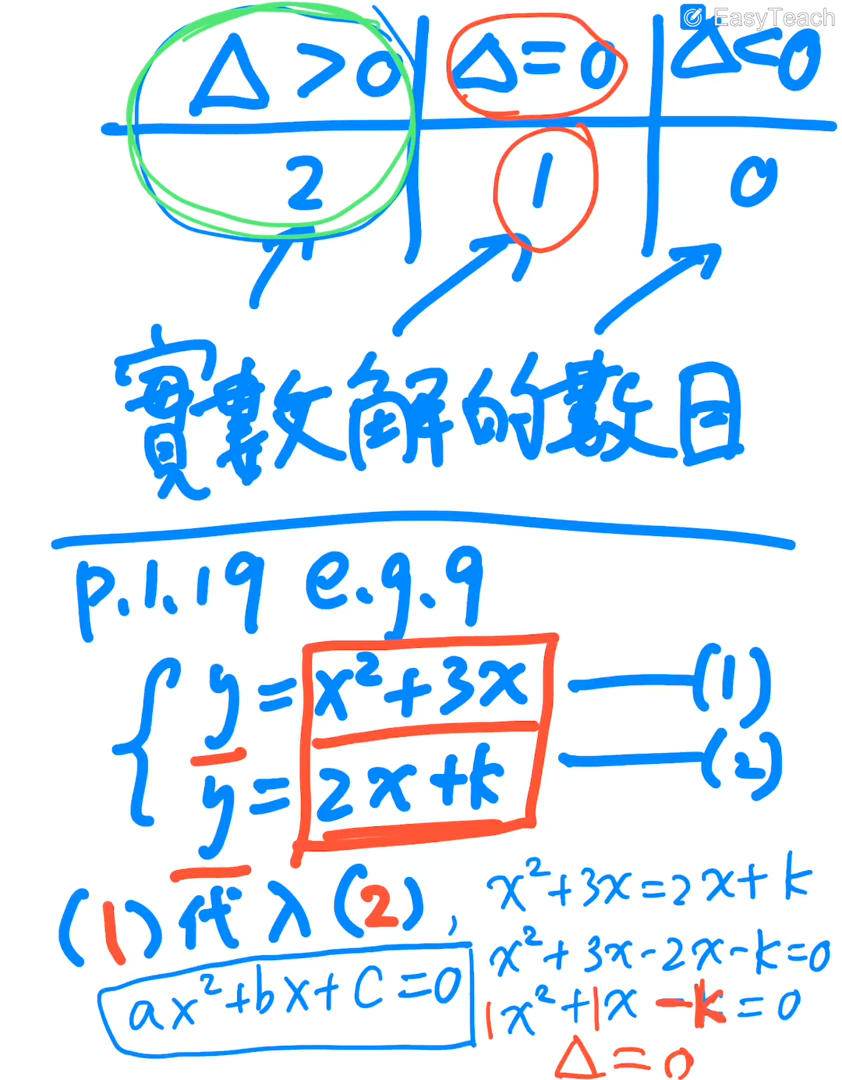 EasyTeach
Δ>0 Δ=0 Δ<0
2 1 0
實數解的數目
p.1.19 e.g.9
y=x²+3x —(1)
y=2x+k —(2)
(1)代入(2),
x²+3x=2x+k
x²+3x-2x-k=0
ax²+bx+c=0
1x²+1x-k=0
Δ=0